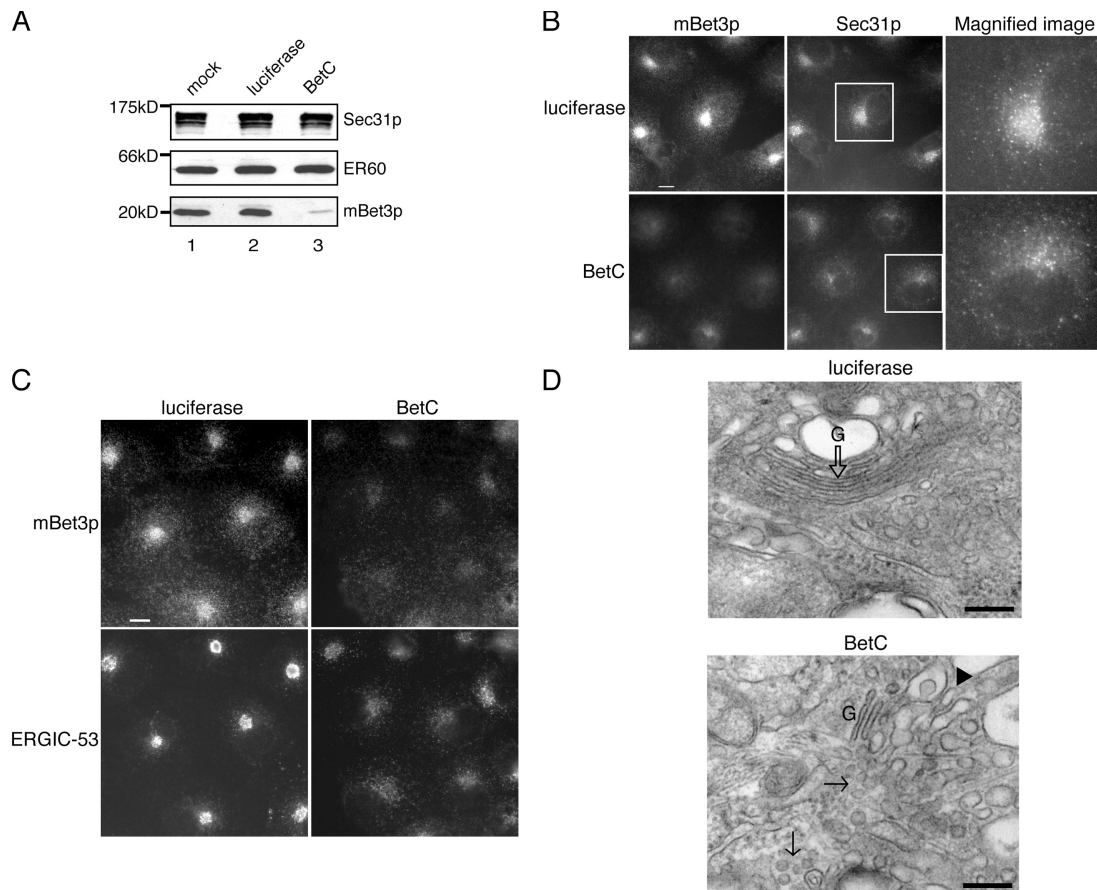 A
mock
luciferase
BetC
175kD
Sec31p
66kD
ER60
20kD
mBet3p
1 2 3
B
mBet3p Sec31p Magnified image
luciferase
BetC
C
luciferase BetC
mBet3p
ERGIC-53
D
luciferase
G
BetC
G